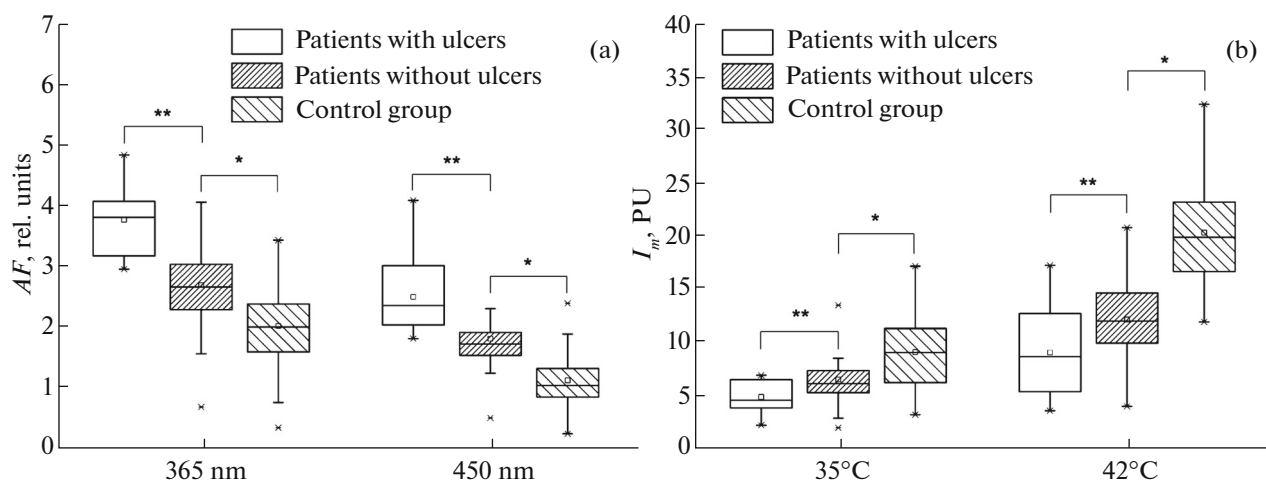 7
6
5
4
3
2
1
0
AF, rel. units
Patients with ulcers
Patients without ulcers
Control group
(a)
**
*
**
*
365 nm
450 nm
40
35
30
25
20
15
10
5
0
I_m, PU
Patients with ulcers
Patients without ulcers
Control group
(b)
**
*
**
*
35°C
42°C